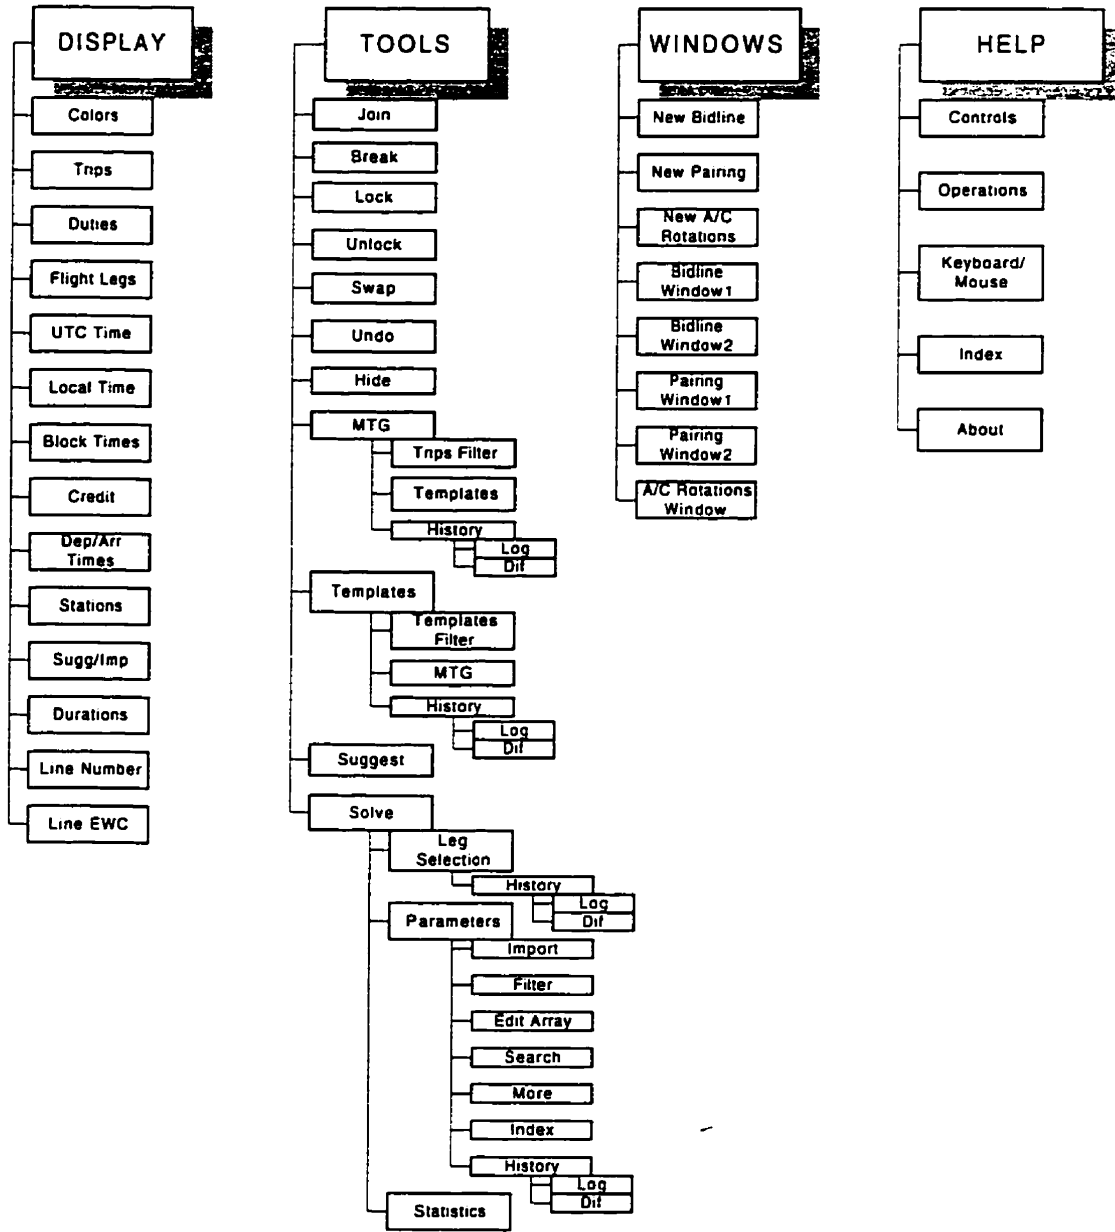 DISPLAY
Colors
Trips
Duties
Flight Legs
UTC Time
Local Time
Block Times
Credit
Dep/Arr
Times
Stations
Sugg/Imp
Durations
Line Number
Line EWC
TOOLS
Join
Break
Lock
Unlock
Swap
Undo
Hide
MTG
Trips Filter
Templates
History
Log
Dif
Templates
Templates
Filter
MTG
History
Log
Dif
Suggest
Solve
Leg
Selection
History
Log
Dif
Parameters
Import
Filter
Edit Array
Search
More
Index
History
Log
Dif
Statistics
WINDOWS
New Bidline
New Pairing
New A/C
Rotations
Bidline
Window1
Bidline
Window2
Pairing
Window1
Pairing
Window2
A/C Rotations
Window
HELP
Controls
Operations
Keyboard/
Mouse
Index
About